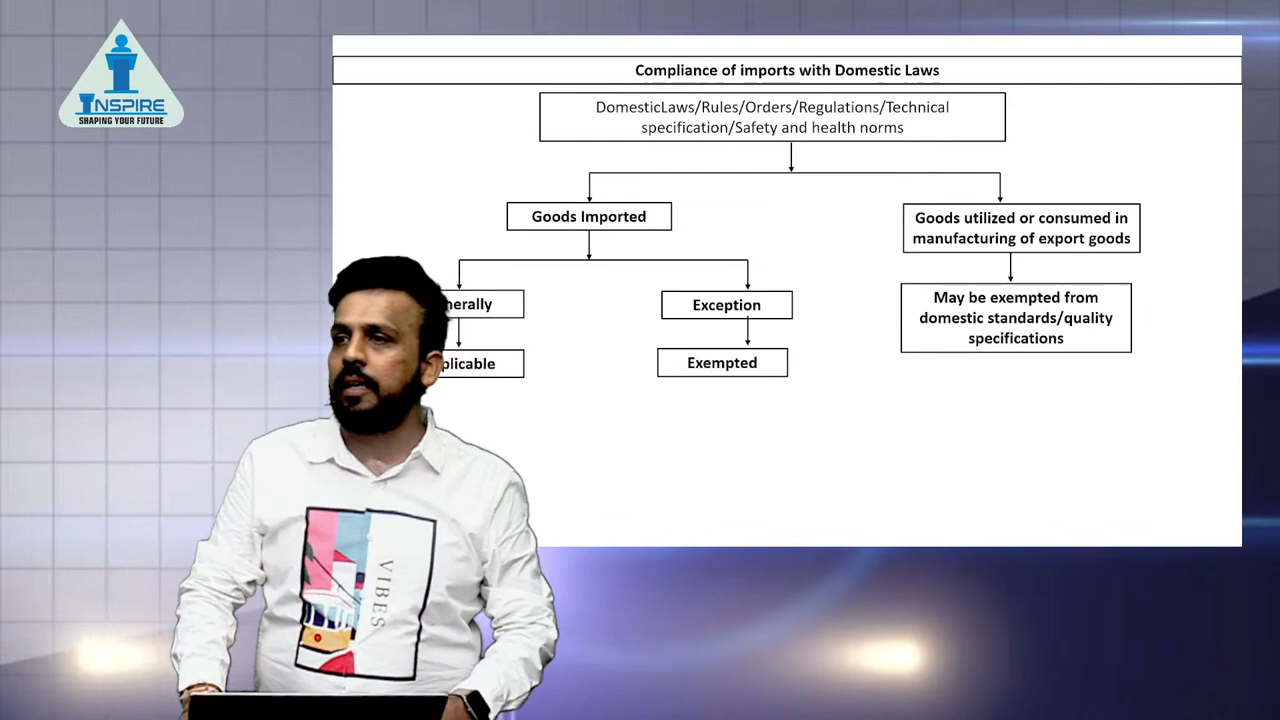 INSPIRE
SHAPING YOUR FUTURE
Compliance of imports with Domestic Laws
DomesticLaws/Rules/Orders/Regulations/Technical
specification/Safety and health norms
Goods Imported
Goods utilized or consumed in
manufacturing of export goods
Exception
May be exempted from
domestic standards/quality
specifications
Exempted
VIBES